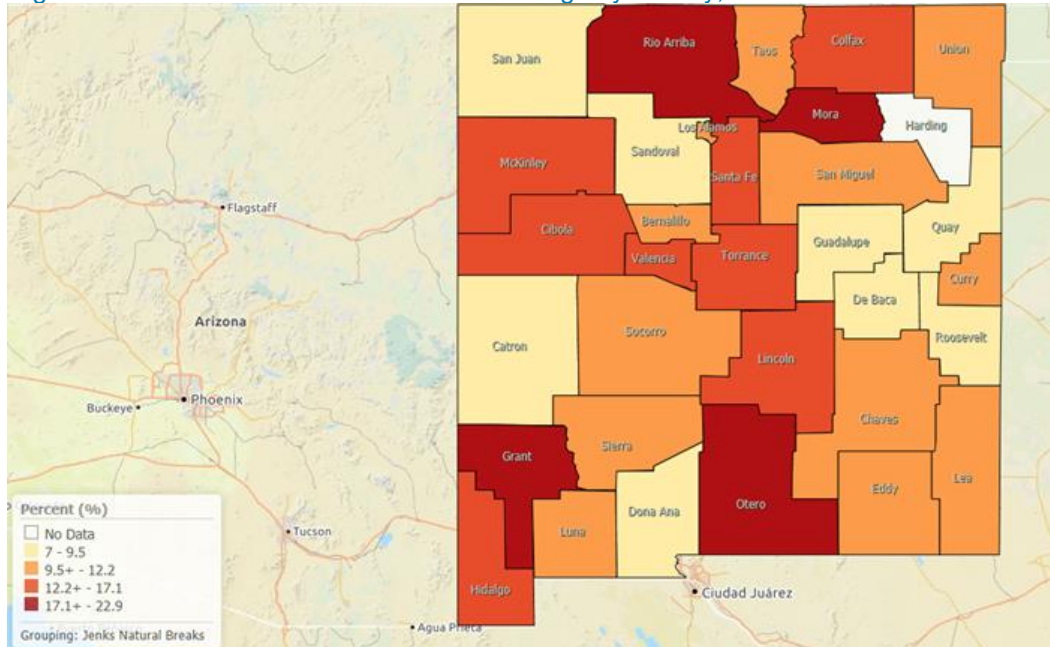 San Juan
Rio Arriba
Taos
Colfax
Union
Mora
Harding
Los Alamos
Sandoval
McKinley
Santa Fe
San Miguel
Flagstaff
Bernalillo
Quay
Cibola
Guadalupe
Valencia
Torrance
Curry
De Baca
Arizona
Socorro
Roosevelt
Catron
Lincoln
Phoenix
Buckeye
Chaves
Sierra
Grant
Lea
Eddy
Otero
Dona Ana
Percent (%)
No Data
7 - 9.5
9.5+ - 12.2
12.2+ - 17.1
17.1+ - 22.9
Grouping: Jenks Natural Breaks
Tucson
Luna
Hidalgo
Ciudad Juárez
Agua Prieta